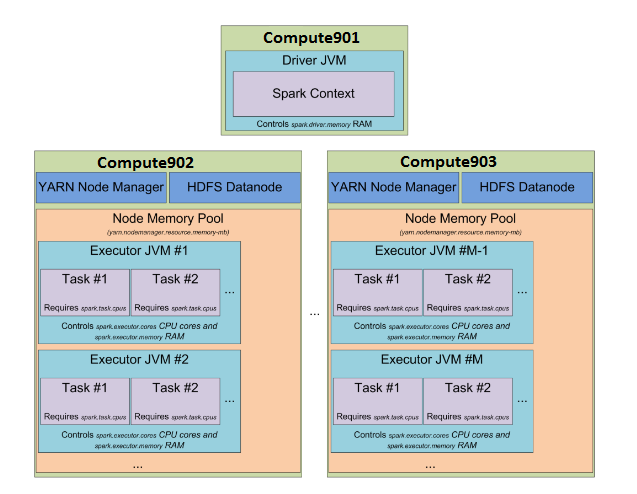 Compute901
Driver JVM
Spark Context
Controls spark.driver.memory RAM
Compute902
YARN Node Manager
HDFS Datanode
Node Memory Pool
(yarn.nodemanager.resource.memory-mb)
Executor JVM #1
Task #1
Requires spark.task.cpus
Task #2
Requires spark.task.cpus
...
Controls spark.executor.cores CPU cores and
spark.executor.memory RAM
Executor JVM #2
Task #1
Requires spark.task.cpus
Task #2
Requires spark.task.cpus
...
Controls spark.executor.cores CPU cores and
spark.executor.memory RAM
...
...
Compute903
YARN Node Manager
HDFS Datanode
Node Memory Pool
(yarn.nodemanager.resource.memory-mb)
Executor JVM #M-1
Task #1
Requires spark.task.cpus
Task #2
Requires spark.task.cpus
...
Controls spark.executor.cores CPU cores and
spark.executor.memory RAM
Executor JVM #M
Task #1
Requires spark.task.cpus
Task #2
Requires spark.task.cpus
...
Controls spark.executor.cores CPU cores and
spark.executor.memory RAM
...